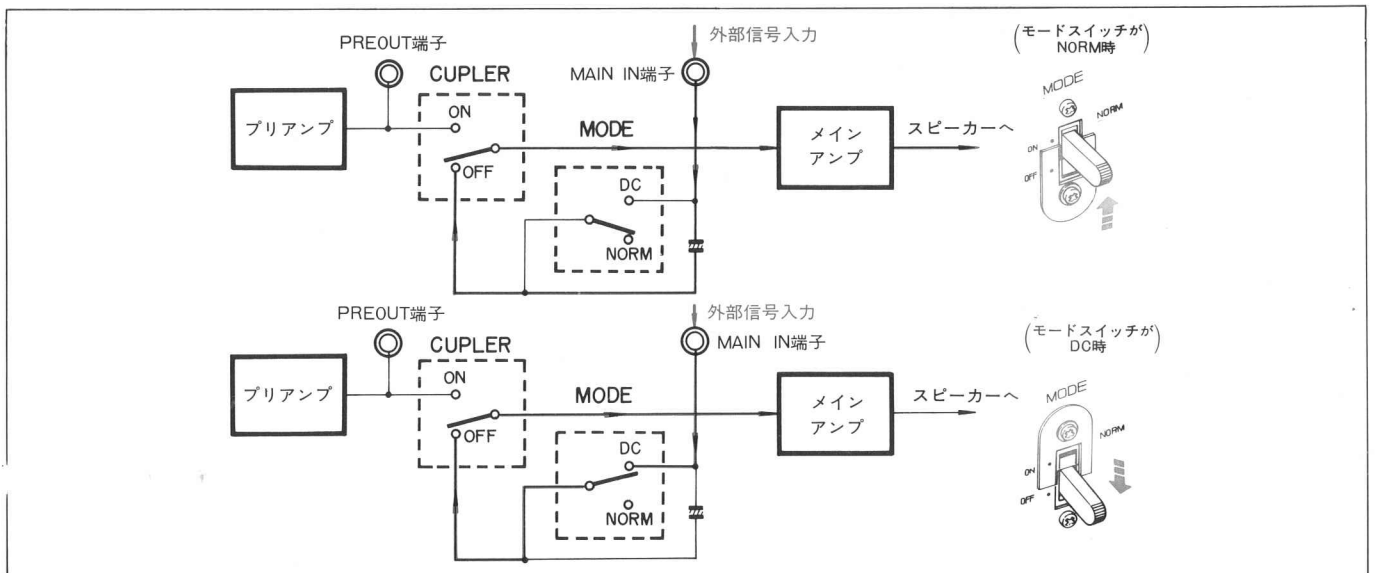 PREOUT端子
CUPLER
ON
OFF
プリアンプ
外部信号入力
MAIN IN端子
MODE
DC
NORM
メイン
アンプ
スピーカーへ
(モードスイッチが
NORM時)
MODE
NORM
ON
OFF
PREOUT端子
CUPLER
ON
OFF
プリアンプ
外部信号入力
MAIN IN端子
MODE
DC
NORM
メイン
アンプ
スピーカーへ
(モードスイッチが
DC時)
MODE
NORM
ON
OFF